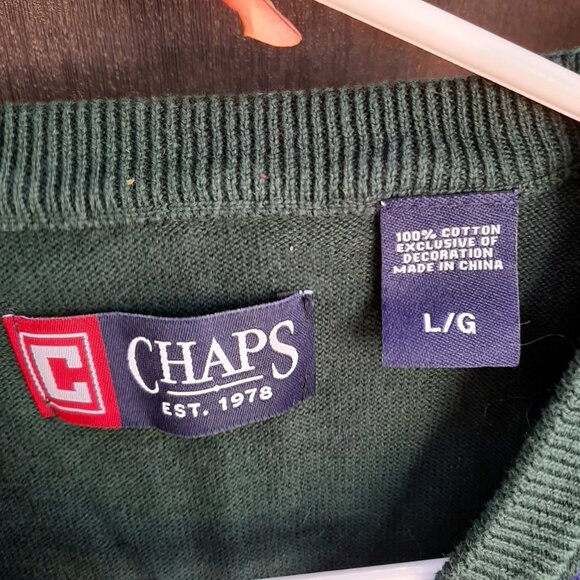 100% COTTON
EXCLUSIVE OF
DECORATION
MADE IN CHINA
L/G
C
CHAPS
EST. 1978